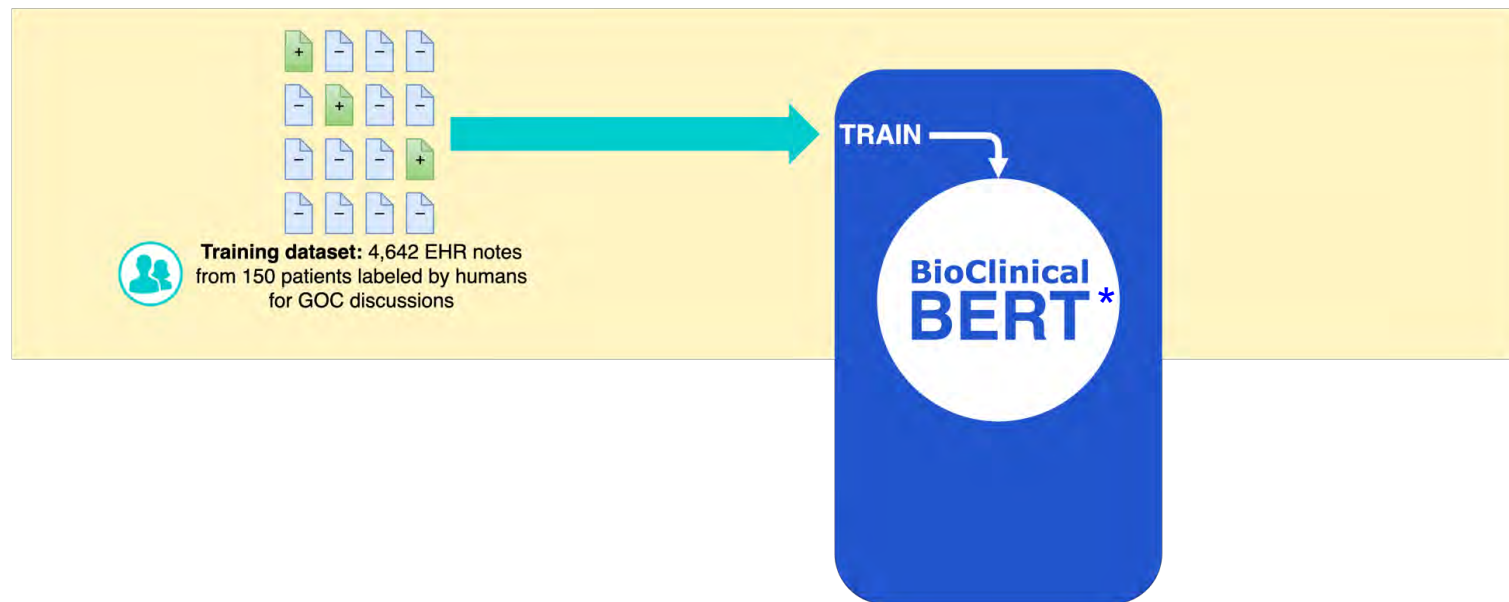 + − − −
− + − −
− − − +
− − − −
Training dataset: 4,642 EHR notes
from 150 patients labeled by humans
for GOC discussions
TRAIN
BioClinical
BERT*